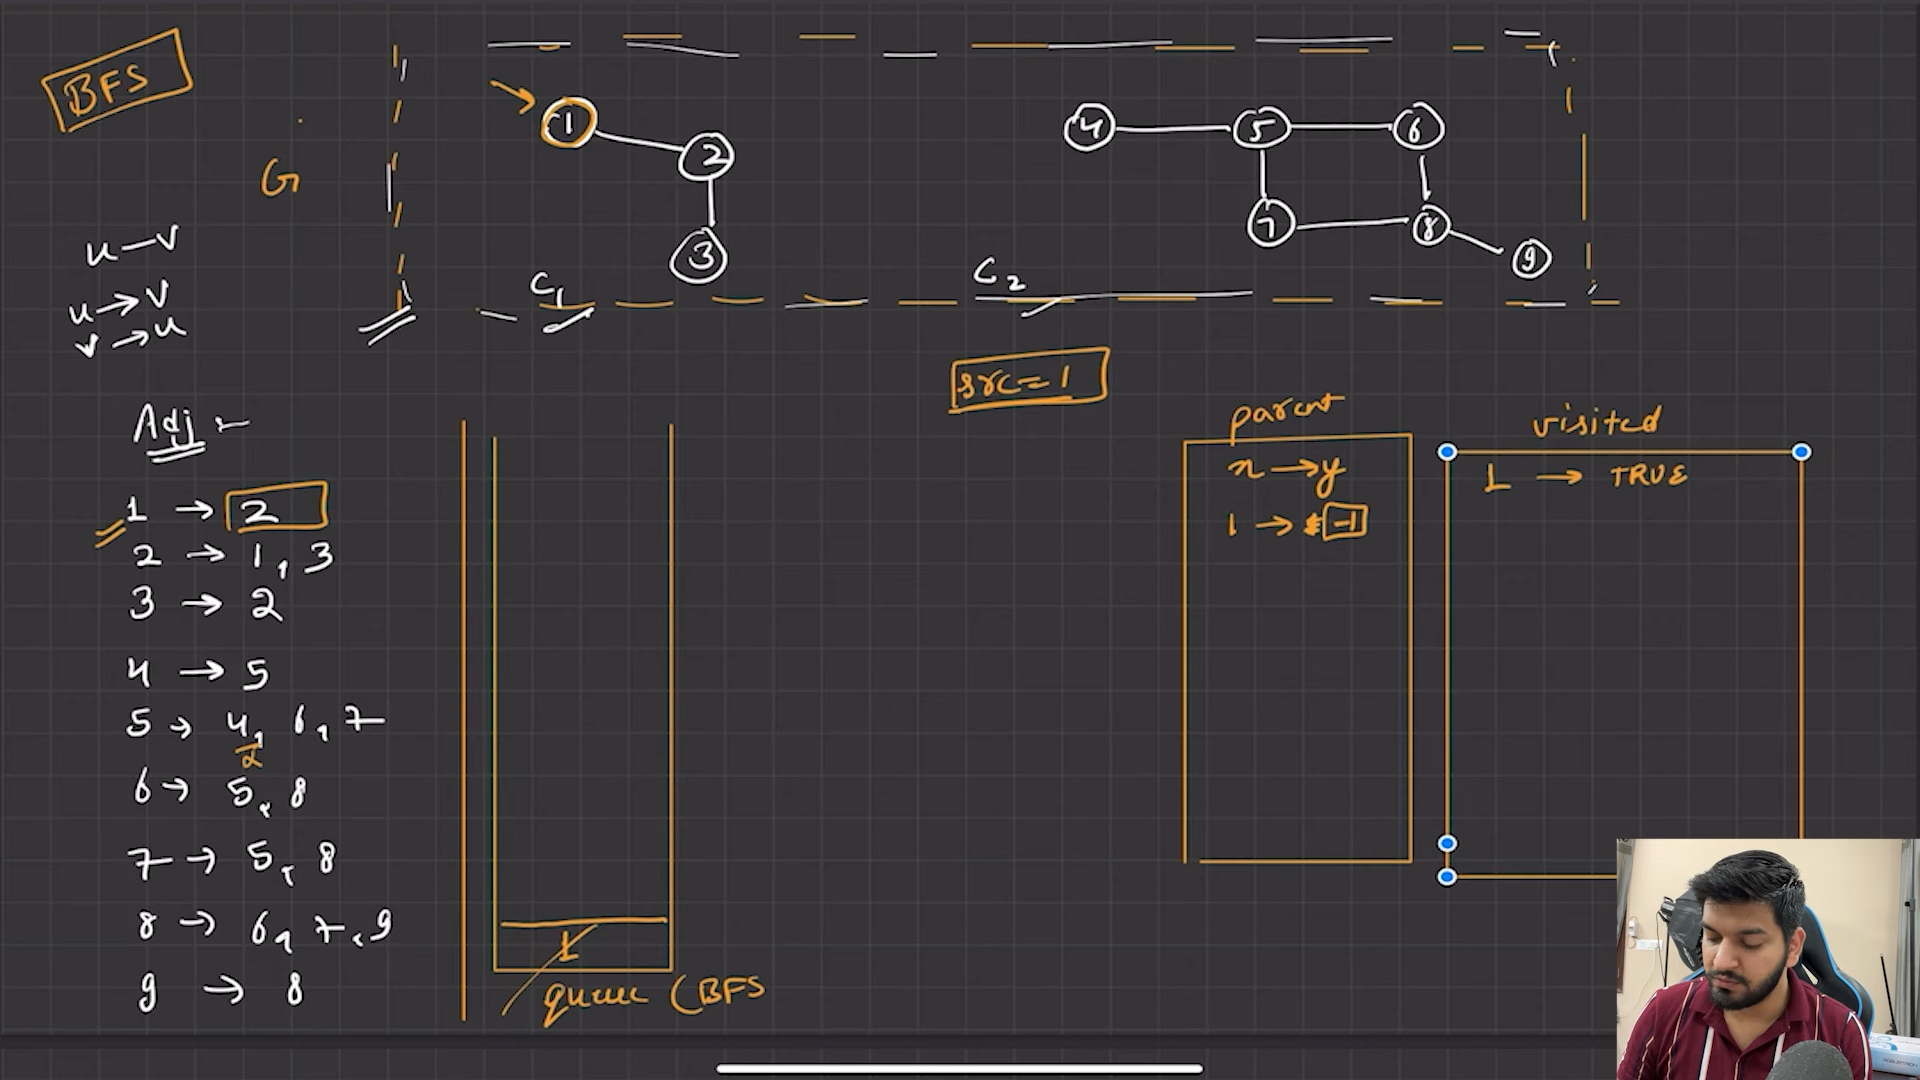 BFS
G
1
2
3
4
5
6
7
8
9
C1
C2
u—v
u→v
v→u
src=1
Adj :-
1 → 2
2 → 1, 3
3 → 2
4 → 5
5 → 4, 6, 7
2
6 → 5, 8
7 → 5, 8
8 → 6, 7, 9
9 → 8
1
queue (BFS
parent
x → y
1 → -1
visited
1 → TRUE